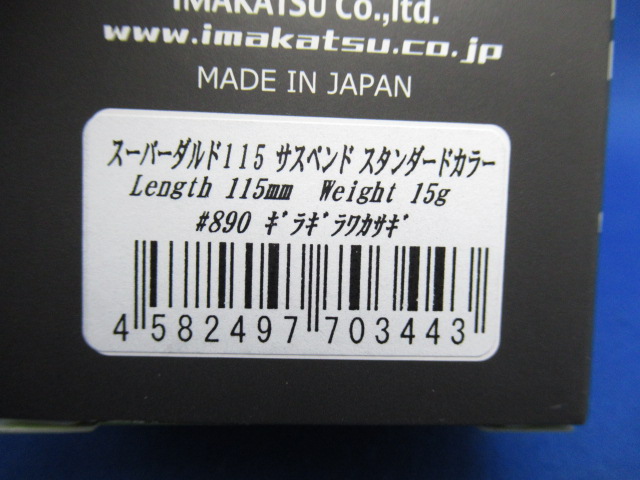 IMAKATSU Co.,ltd.
www.imakatsu.co.jp
MADE IN JAPAN
スーパーダルド115 サスペンド スタンダードカラー
Length 115mm Weight 15g
#890 ギラギラワカサギ
4 582497 703443